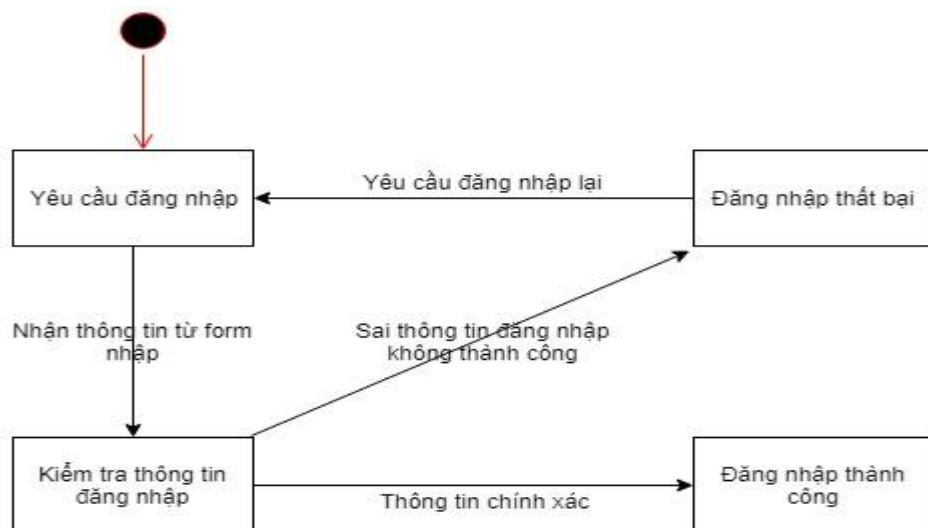 Yêu cầu đăng nhập
Yêu cầu đăng nhập lại
Đăng nhập thất bại
Nhận thông tin từ form
nhập
Sai thông tin đăng nhập
không thành công
Kiểm tra thông tin
đăng nhập
Thông tin chính xác
Đăng nhập thành
công